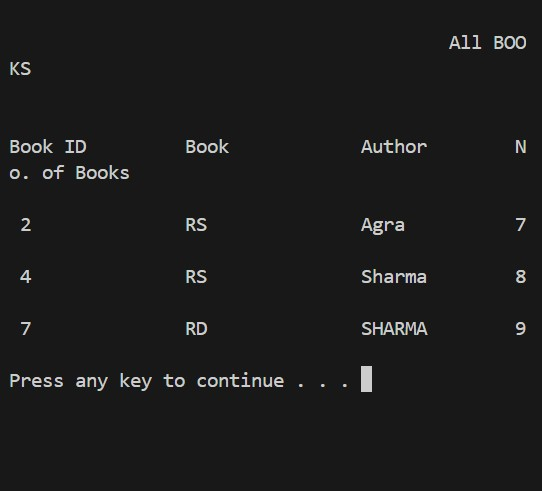 All BOO
KS
Book ID Book Author N
o. of Books
2 RS Agra 7
4 RS Sharma 8
7 RD SHARMA 9
Press any key to continue . . .